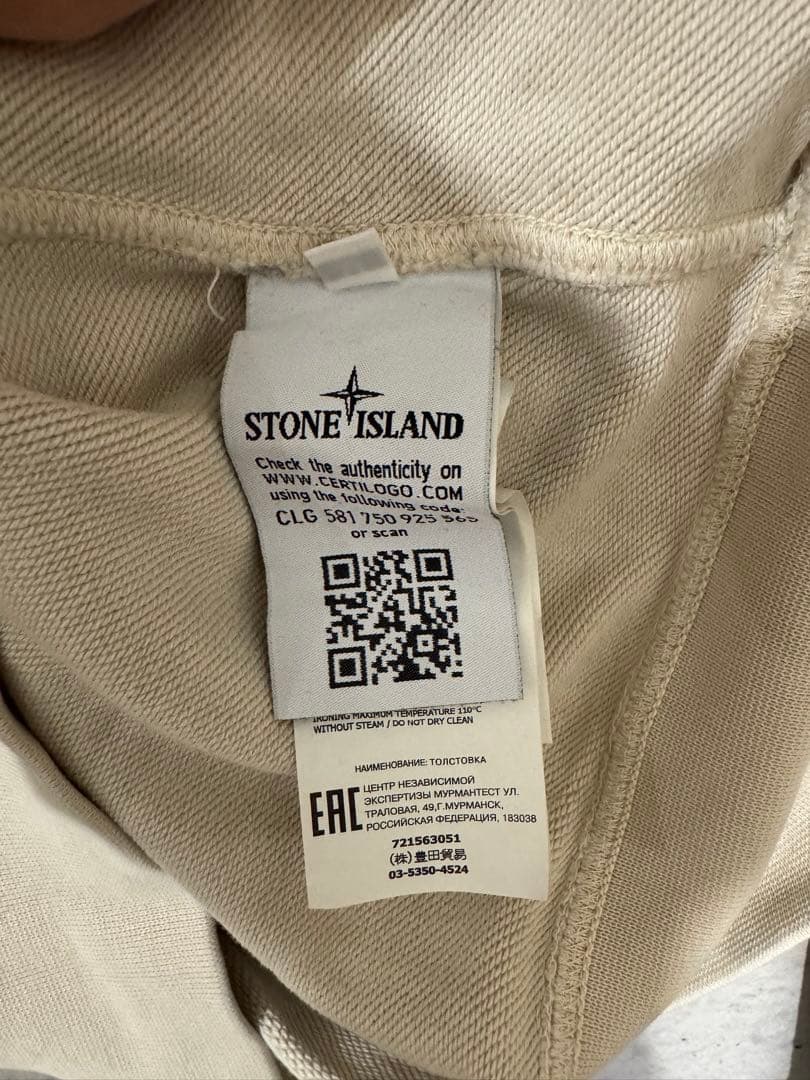 STONE ISLAND
Check the authenticity on
WWW.CERTILOGO.COM
using the following code:
CLG 581 750 925 565
or scan
IRONING MAXIMUM TEMPERATURE 110°C
WITHOUT STEAM / DO NOT DRY CLEAN
НАИМЕНОВАНИЕ: ТОЛСТОВКА
EAC
ЦЕНТР НЕЗАВИСИМОЙ
ЭКСПЕРТИЗЫ МУРМАНТЕСТ УЛ.
ТРАЛОВАЯ, 49,Г.МУРМАНСК,
РОССИЙСКАЯ ФЕДЕРАЦИЯ, 183038
721563051
(株)豊田貿易
03-5350-4524